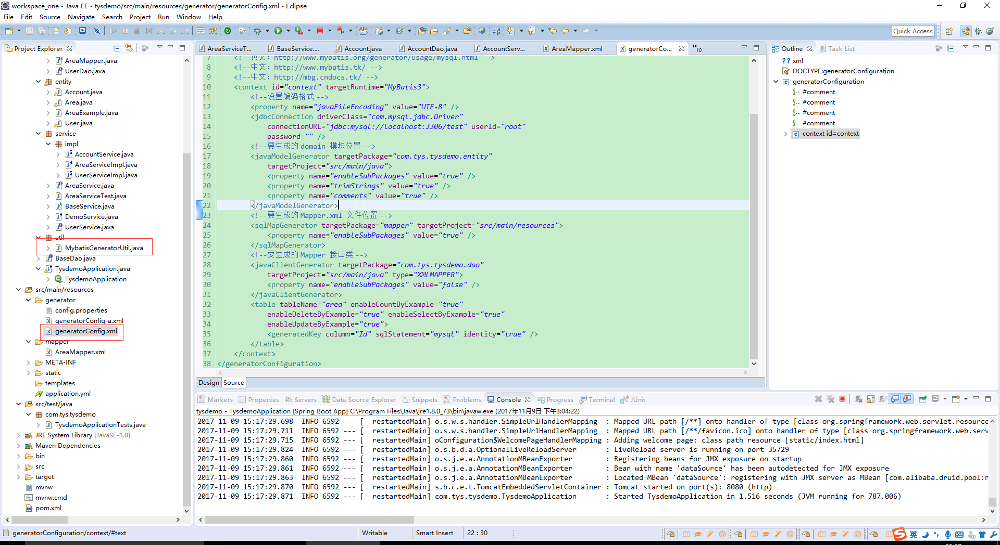 workspace_one - Java EE - tysdemo/src/main/resources/generator/generatorConfig.xml - Eclipse
File Edit Source Navigate Search Project Run Window Help
Quick Access
Project Explorer
AreaMapper.java
UserDao.java
entity
Account.java
Area.java
AreaExample.java
User.java
service
impl
AccountService.java
AreaServiceImpl.java
UserServiceImpl.java
AreaService.java
AreaServiceTest.java
BaseService.java
DemoService.java
UserService.java
util
MybatisGeneratorUtil.java
BaseDao.java
TysdemoApplication.java
TysdemoApplication
src/main/resources
generator
config.properties
generatorConfig-a.xml
generatorConfig.xml
mapper
AreaMapper.xml
META-INF
static
templates
application.yml
src/test/java
com.tys.tysdemo
TysdemoApplicationTests.java
JRE System Library [JavaSE-1.8]
Maven Dependencies
bin
src
target
mvnw
mvnw.cmd
pom.xml
AreaServiceT... BaseService.... Account.java AccountDao.java AccountServ... AreaMapper.xml generatorCo... »10
7 <!--英文：http://www.mybatis.org/generator/usage/mysql.html -->
8 <!--中文：http://www.mybatis.tk/ -->
9 <!--中文：http://mbg.cndocs.tk/ -->
10 <context id="context" targetRuntime="MyBatis3">
11 <!--设置编码格式 -->
12 <property name="javaFileEncoding" value="UTF-8" />
13 <jdbcConnection driverClass="com.mysql.jdbc.Driver"
14 connectionURL="jdbc:mysql://localhost:3306/test" userId="root"
15 password="" />
16 <!--要生成的 domain 模块位置 -->
17 <javaModelGenerator targetPackage="com.tys.tysdemo.entity"
18 targetProject="src/main/java">
19 <property name="enableSubPackages" value="true" />
20 <property name="trimStrings" value="true" />
21 <property name="comments" value="true" />
22 </javaModelGenerator>
23 <!--要生成的 Mapper.xml 文件位置 -->
24 <sqlMapGenerator targetPackage="mapper" targetProject="src/main/resources">
25 <property name="enableSubPackages" value="true" />
26 </sqlMapGenerator>
27 <!--要生成的 Mapper 接口类 -->
28 <javaClientGenerator targetPackage="com.tys.tysdemo.dao"
29 targetProject="src/main/java" type="XMLMAPPER">
30 <property name="enableSubPackages" value="false" />
31 </javaClientGenerator>
32 <table tableName="area" enableCountByExample="true"
33 enableDeleteByExample="true" enableSelectByExample="true"
34 enableUpdateByExample="true">
35 <generatedKey column="Id" sqlStatement="mysql" identity="true" />
36 </table>
37 </context>
38 </generatorConfiguration>
Design Source
Outline Task List
xml
DOCTYPE:generatorConfiguration
generatorConfiguration
#comment
#comment
#comment
#comment
context id=context
Markers Properties Servers Data Source Explorer Snippets Problems Console Progress Terminal JUnit
tysdemo - TysdemoApplication [Spring Boot App] C:\Program Files\Java\jre1.8.0_73\bin\javaw.exe (2017年11月9日 下午3:04:22)
2017-11-09 15:17:29.698 INFO 6592 --- [ restartedMain] o.s.w.s.handler.SimpleUrlHandlerMapping : Mapped URL path [/**] onto handler of type [class org.springframework.web.servlet.resource
2017-11-09 15:17:29.711 INFO 6592 --- [ restartedMain] o.s.w.s.handler.SimpleUrlHandlerMapping : Mapped URL path [/**/favicon.ico] onto handler of type [class org.springframework.web.serv
2017-11-09 15:17:29.715 INFO 6592 --- [ restartedMain] oConfiguration$WelcomePageHandlerMapping : Adding welcome page: class path resource [static/index.html]
2017-11-09 15:17:29.824 INFO 6592 --- [ restartedMain] o.s.b.d.a.OptionalLiveReloadServer : LiveReload server is running on port 35729
2017-11-09 15:17:29.860 INFO 6592 --- [ restartedMain] o.s.j.e.a.AnnotationMBeanExporter : Registering beans for JMX exposure on startup
2017-11-09 15:17:29.861 INFO 6592 --- [ restartedMain] o.s.j.e.a.AnnotationMBeanExporter : Bean with name 'dataSource' has been autodetected for JMX exposure
2017-11-09 15:17:29.863 INFO 6592 --- [ restartedMain] o.s.j.e.a.AnnotationMBeanExporter : Located MBean 'dataSource': registering with JMX server as MBean [com.alibaba.druid.pool:n
2017-11-09 15:17:29.870 INFO 6592 --- [ restartedMain] s.b.c.e.t.TomcatEmbeddedServletContainer : Tomcat started on port(s): 8080 (http)
2017-11-09 15:17:29.871 INFO 6592 --- [ restartedMain] com.tys.tysdemo.TysdemoApplication : Started TysdemoApplication in 1.516 seconds (JVM running for 787.006)
generatorConfiguration/context/#text Writable Smart Insert 22 : 30
英